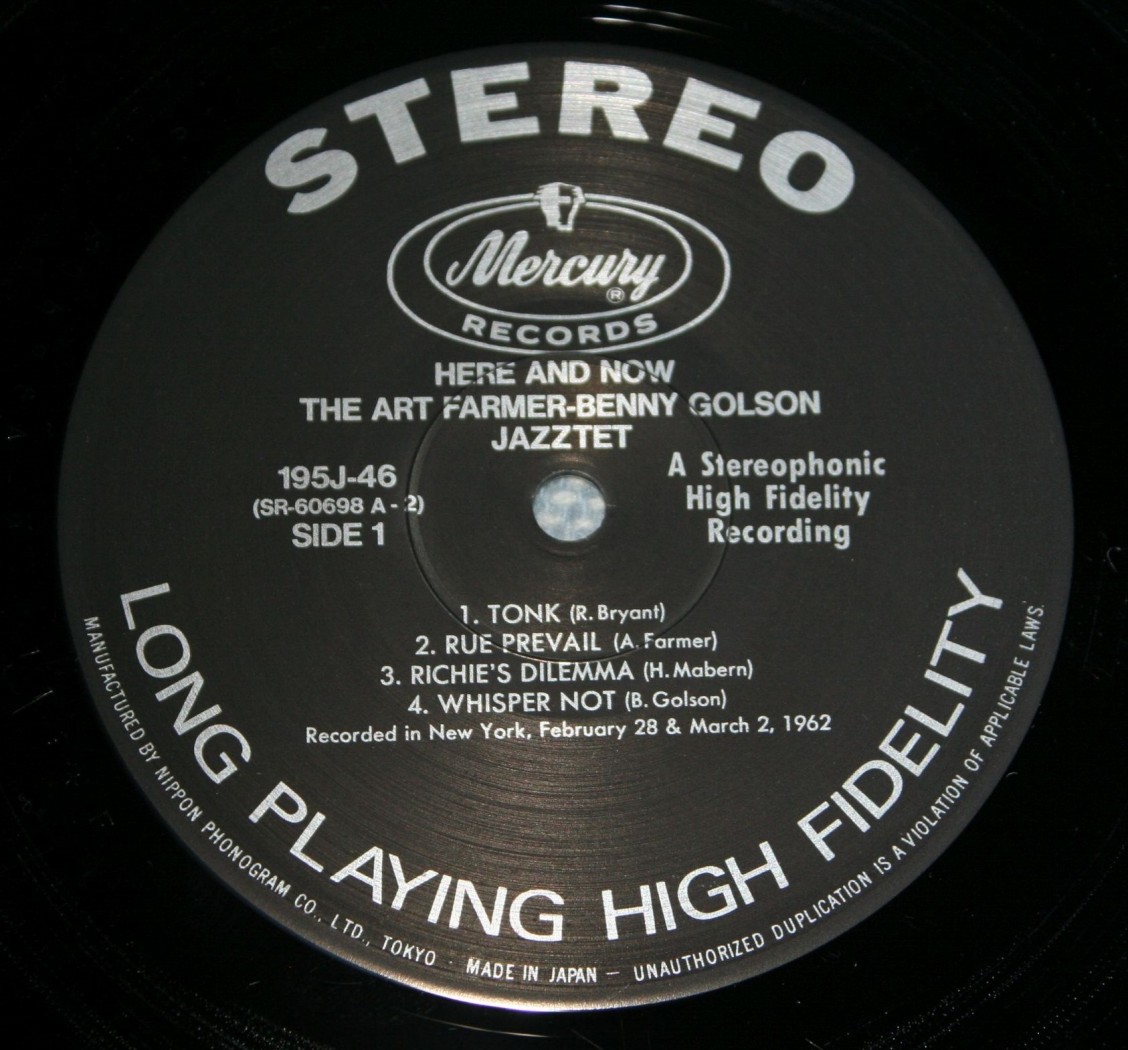 STEREO
Mercury ®
RECORDS
HERE AND NOW
THE ART FARMER-BENNY GOLSON
JAZZTET
195J-46
(SR-60698 A - 2)
SIDE 1
A Stereophonic
High Fidelity
Recording
1. TONK (R. Bryant)
2. RUE PREVAIL (A. Farmer)
3. RICHIE'S DILEMMA (H. Mabern)
4. WHISPER NOT (B. Golson)
Recorded in New York, February 28 & March 2, 1962
LONG PLAYING HIGH FIDELITY
MANUFACTURED BY NIPPON PHONOGRAM CO., LTD., TOKYO · MADE IN JAPAN — UNAUTHORIZED DUPLICATION IS A VIOLATION OF APPLICABLE LAWS.